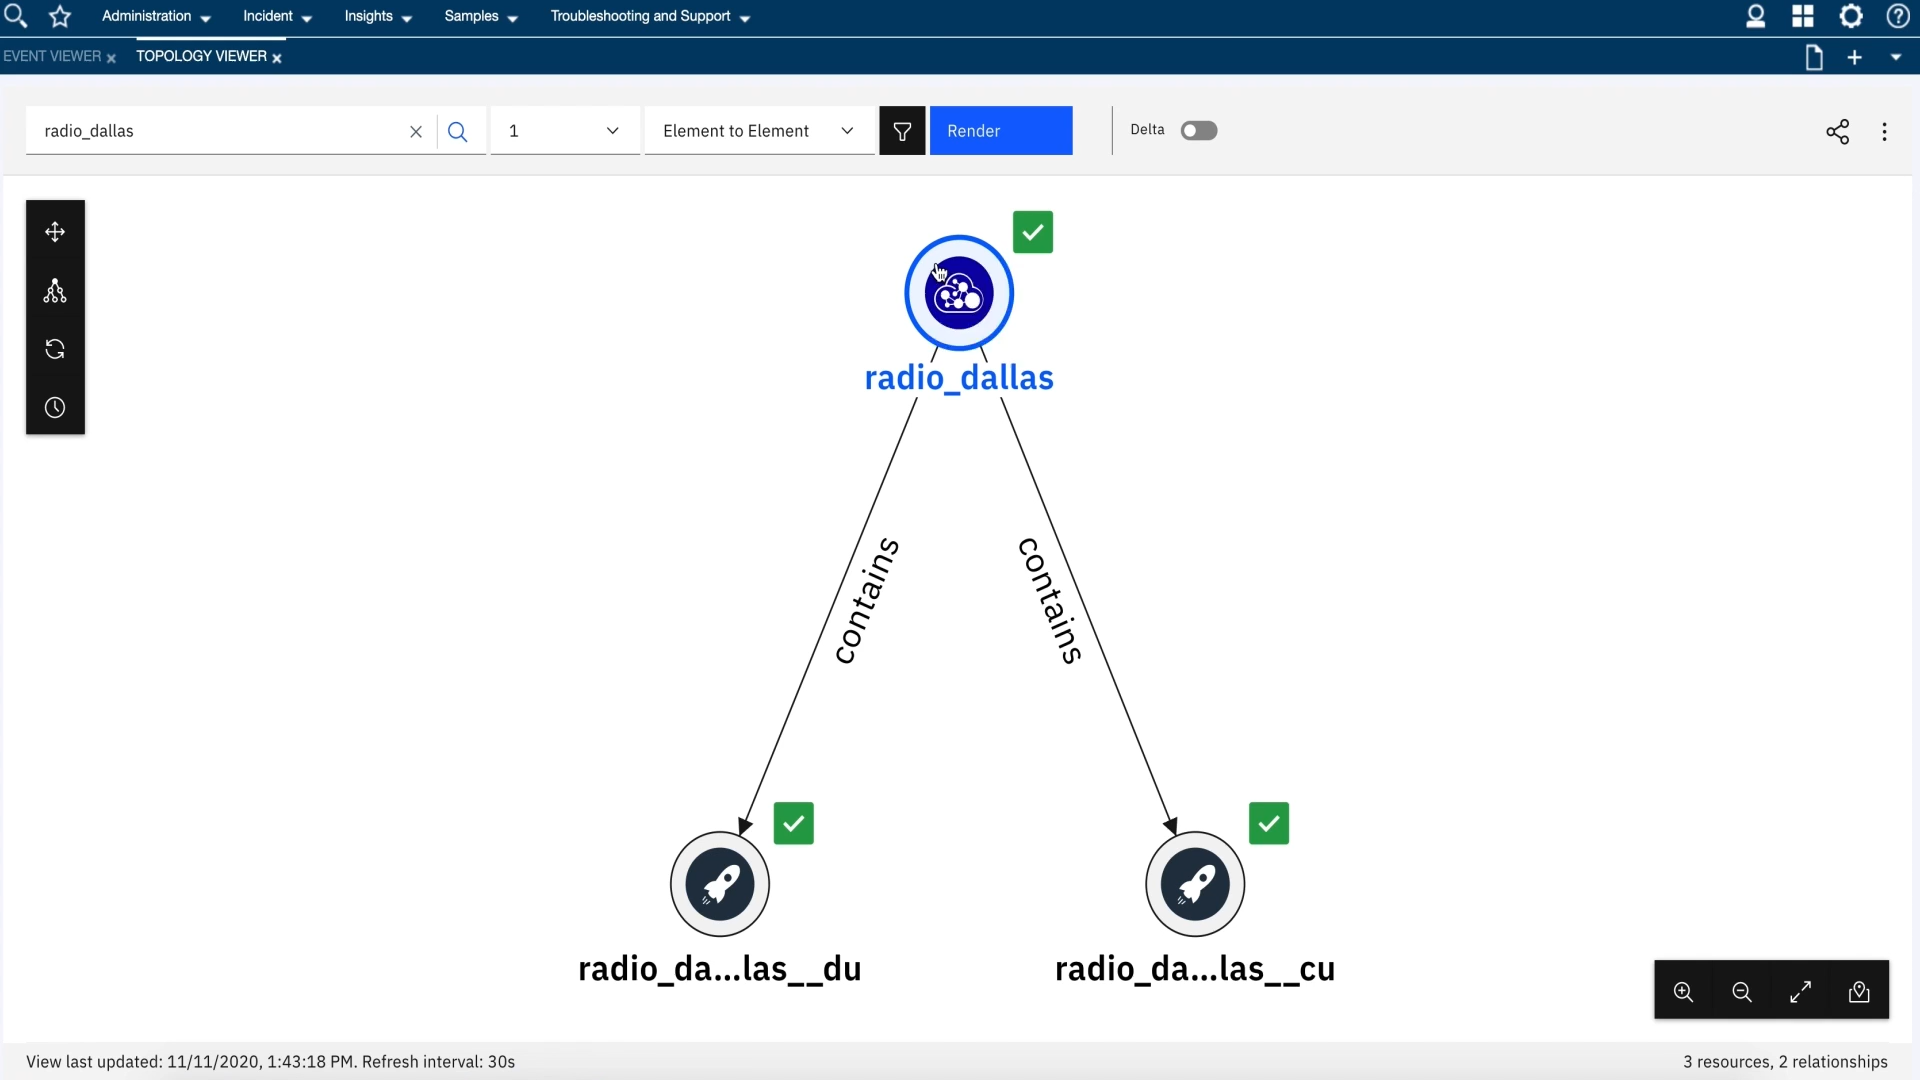 Administration Incident Insights Samples Troubleshooting and Support
EVENT VIEWER TOPOLOGY VIEWER
radio_dallas 1 Element to Element Render Delta
radio_dallas
contains contains
radio_da...las__du radio_da...las__cu
View last updated: 11/11/2020, 1:43:18 PM. Refresh interval: 30s 3 resources, 2 relationships